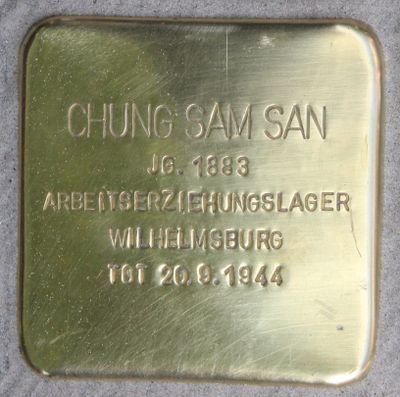 CHUNG SAM SAN
JG. 1883
ARBEITSERZIEHUNGSLAGER
WILHELMSBURG
TOT 20.9.1944